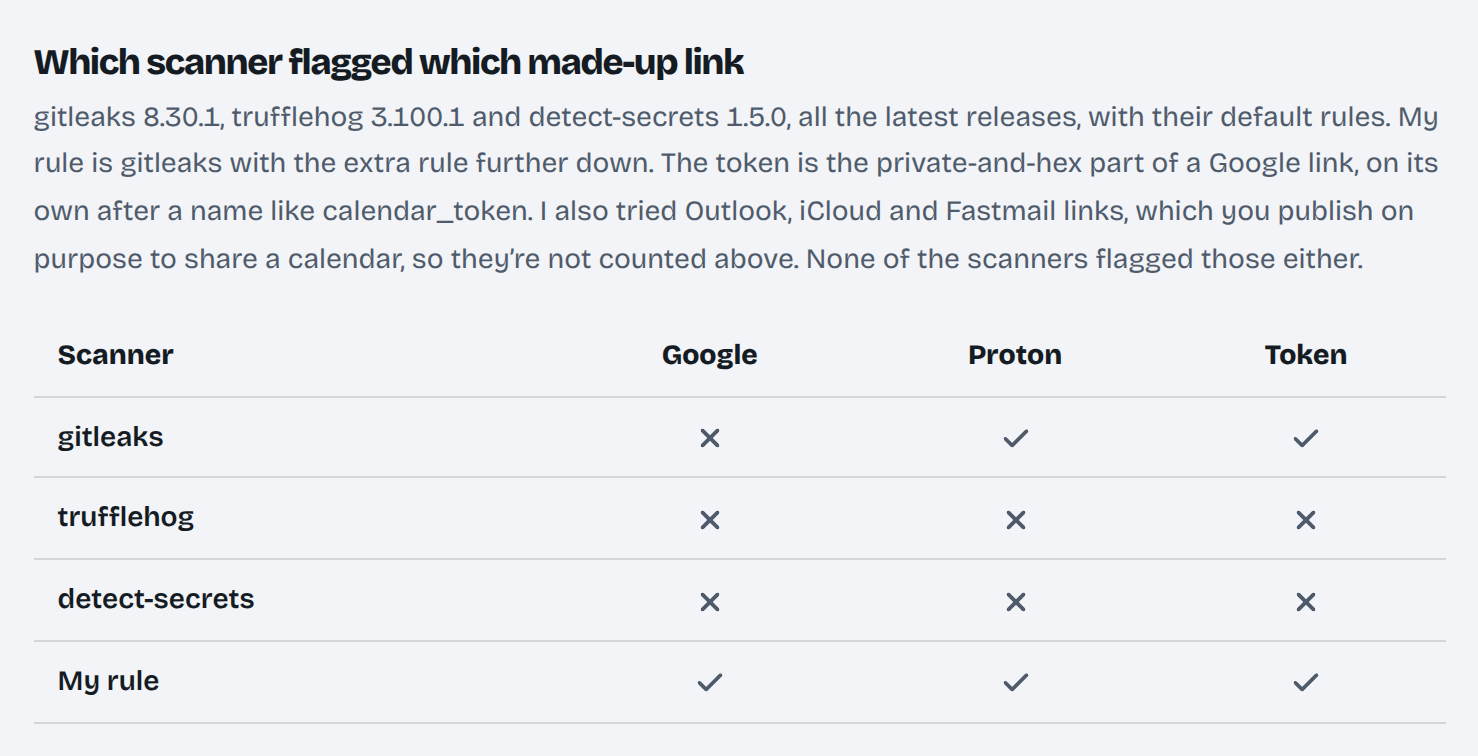 Which scanner flagged which made-up link
gitleaks 8.30.1, trufflehog 3.100.1 and detect-secrets 1.5.0, all the latest releases, with their default rules. My
rule is gitleaks with the extra rule further down. The token is the private-and-hex part of a Google link, on its
own after a name like calendar_token. I also tried Outlook, iCloud and Fastmail links, which you publish on
purpose to share a calendar, so they’re not counted above. None of the scanners flagged those either.
Scanner Google Proton Token
gitleaks ✕ ✓ ✓
trufflehog ✕ ✕ ✕
detect-secrets ✕ ✕ ✕
My rule ✓ ✓ ✓